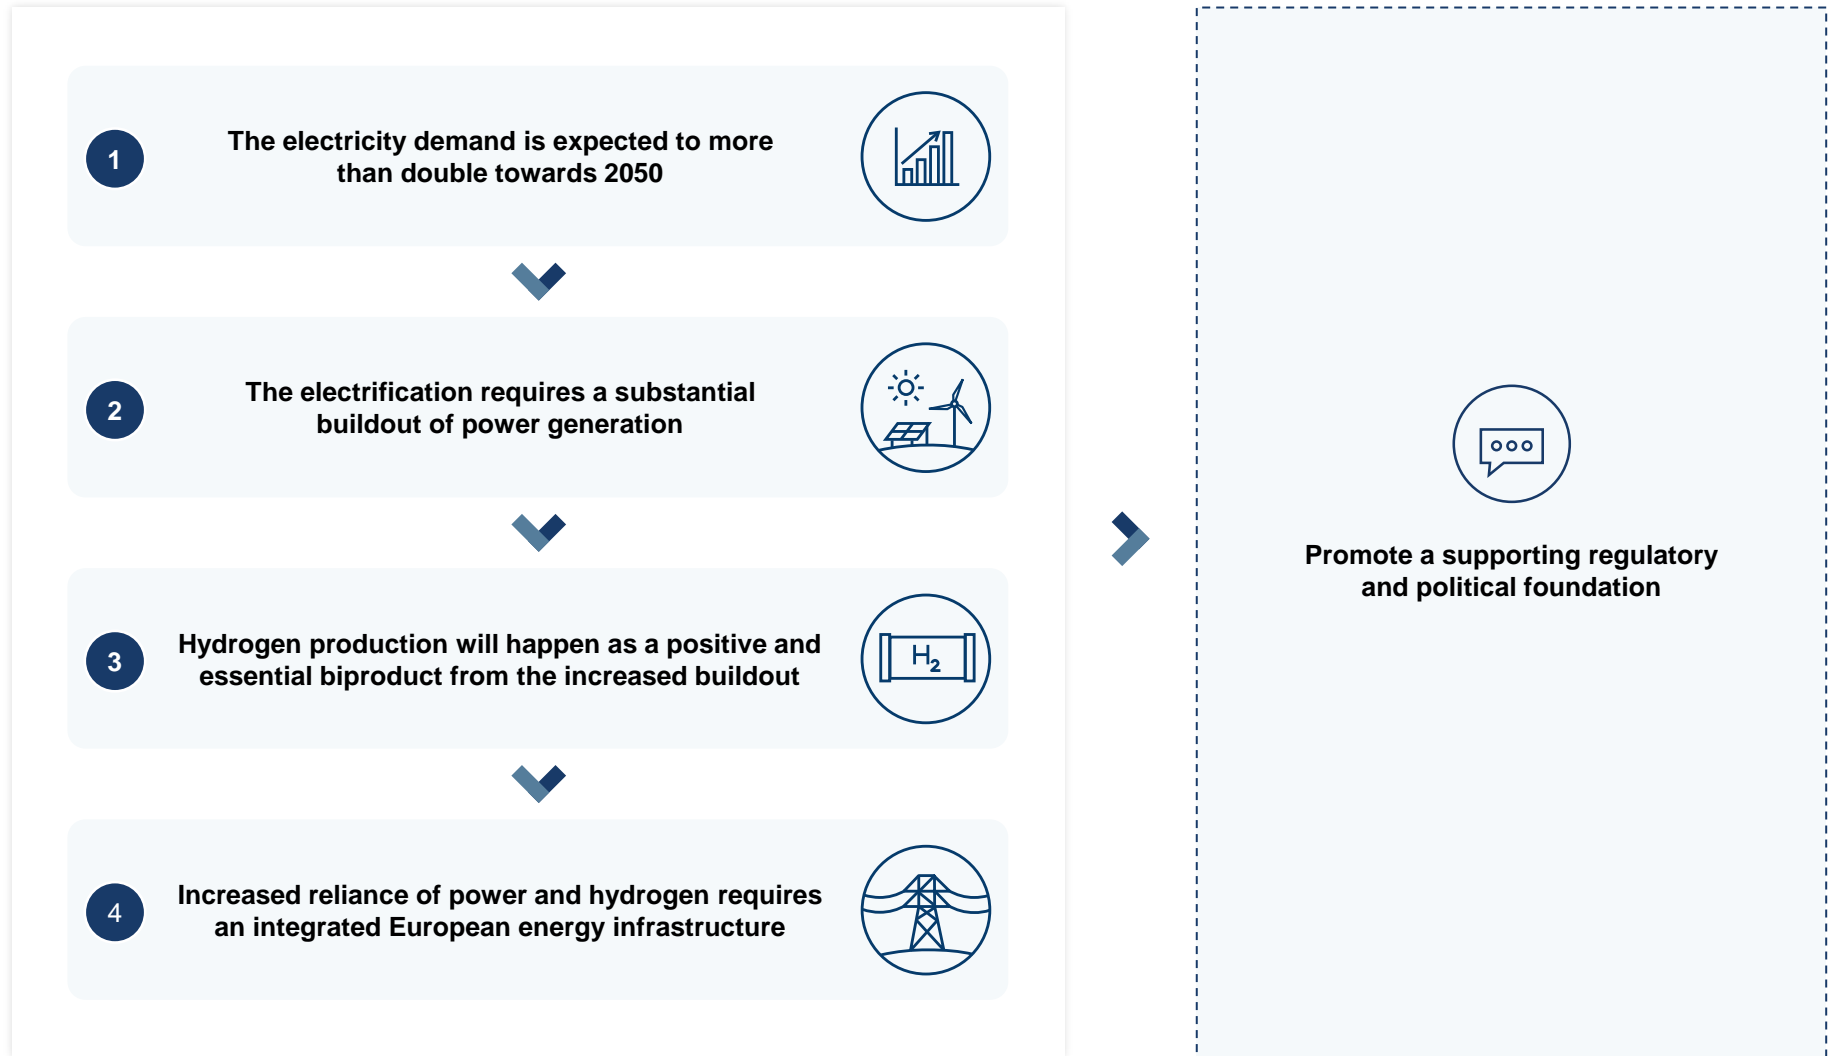 1
The electricity demand is expected to more
than double towards 2050
2
The electrification requires a substantial
buildout of power generation
3
Hydrogen production will happen as a positive and
essential biproduct from the increased buildout
H₂
4
Increased reliance of power and hydrogen requires
an integrated European energy infrastructure
Promote a supporting regulatory
and political foundation